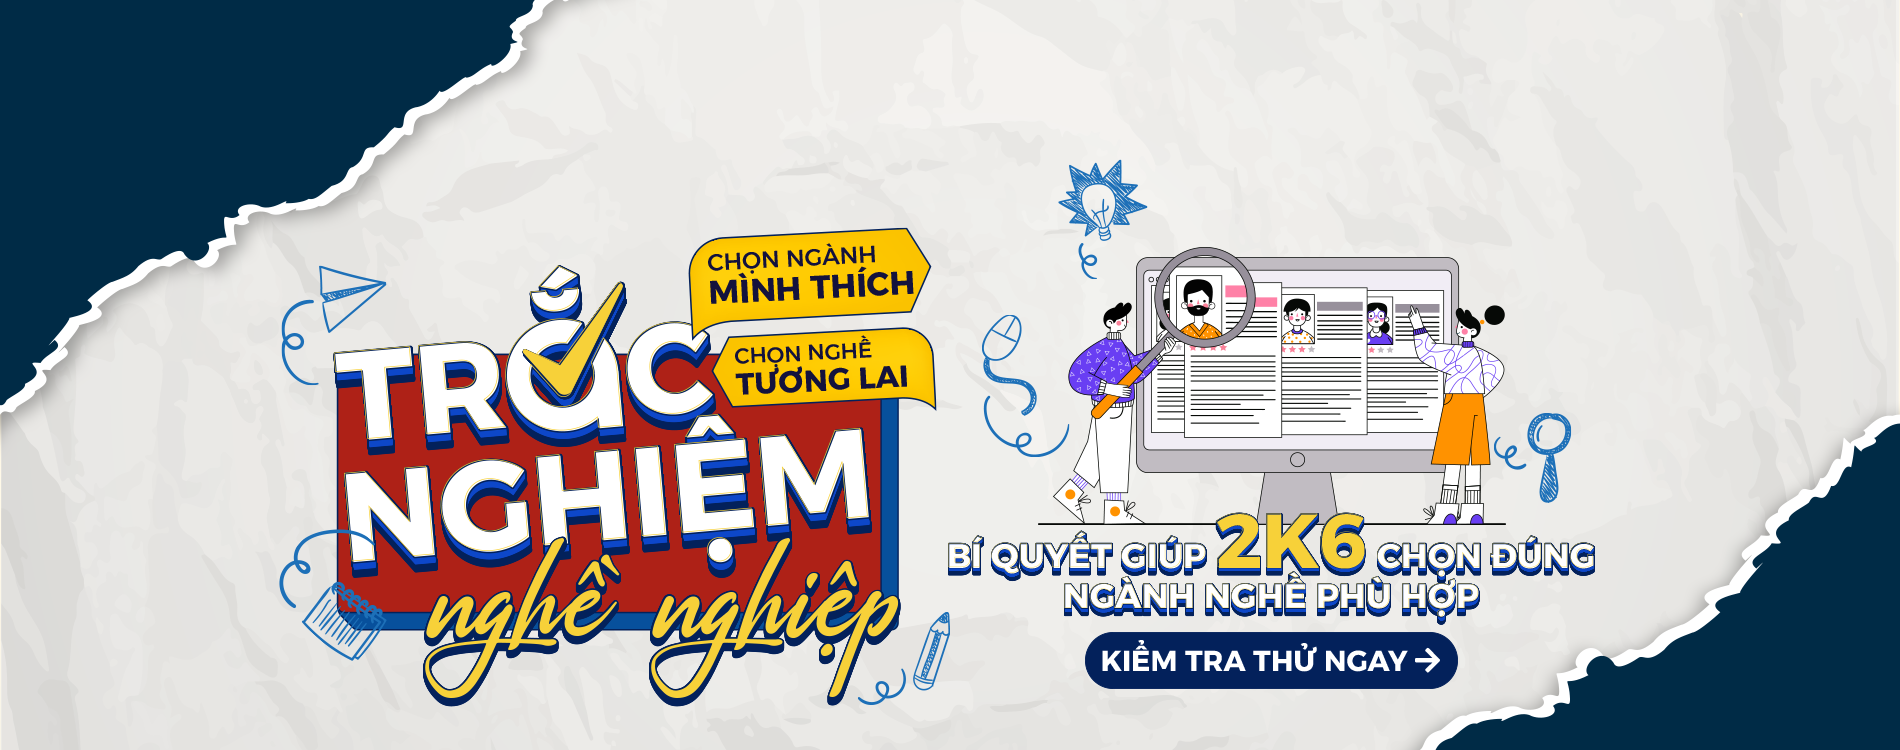 CHỌN NGÀNH
MÌNH THÍCH
CHỌN NGHỀ
TƯƠNG LAI
TRẮC
NGHIỆM
nghề nghiệp
BÍ QUYẾT GIÚP 2K6 CHỌN ĐÚNG
NGÀNH NGHỀ PHÙ HỢP
KIỂM TRA THỬ NGAY →